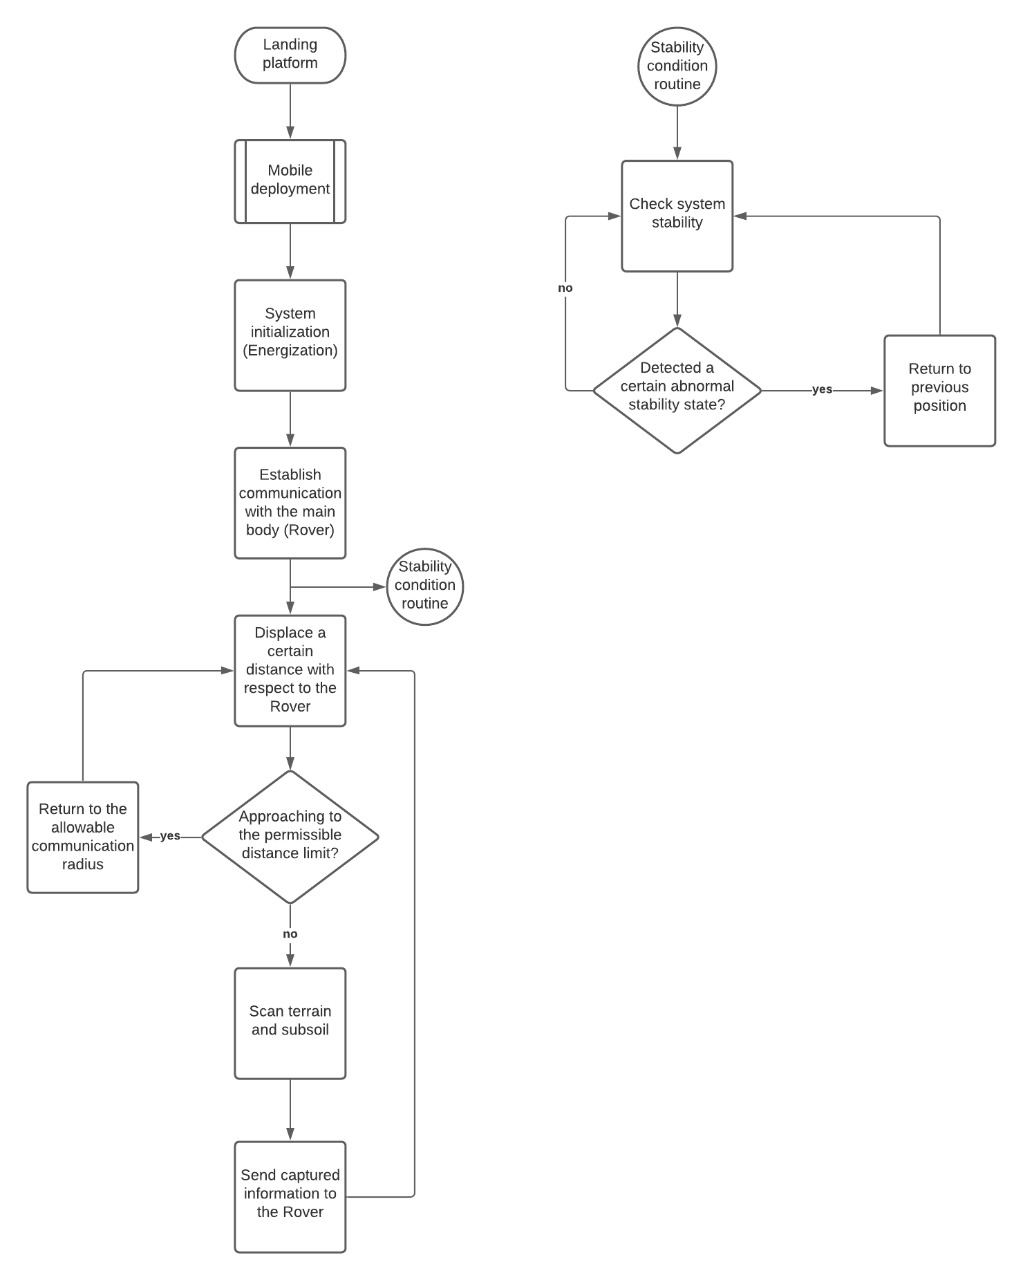 Landing
platform
Mobile
deployment
System
initialization
(Energization)
Establish
communication
with the main
body (Rover)
Stability
condition
routine
Displace a
certain
distance with
respect to the
Rover
Approaching to
the permissible
distance limit?
yes
Return to the
allowable
communication
radius
no
Scan terrain
and subsoil
Send captured
information to
the Rover
Stability
condition
routine
Check system
stability
no
Detected a
certain abnormal
stability state?
yes
Return to
previous
position